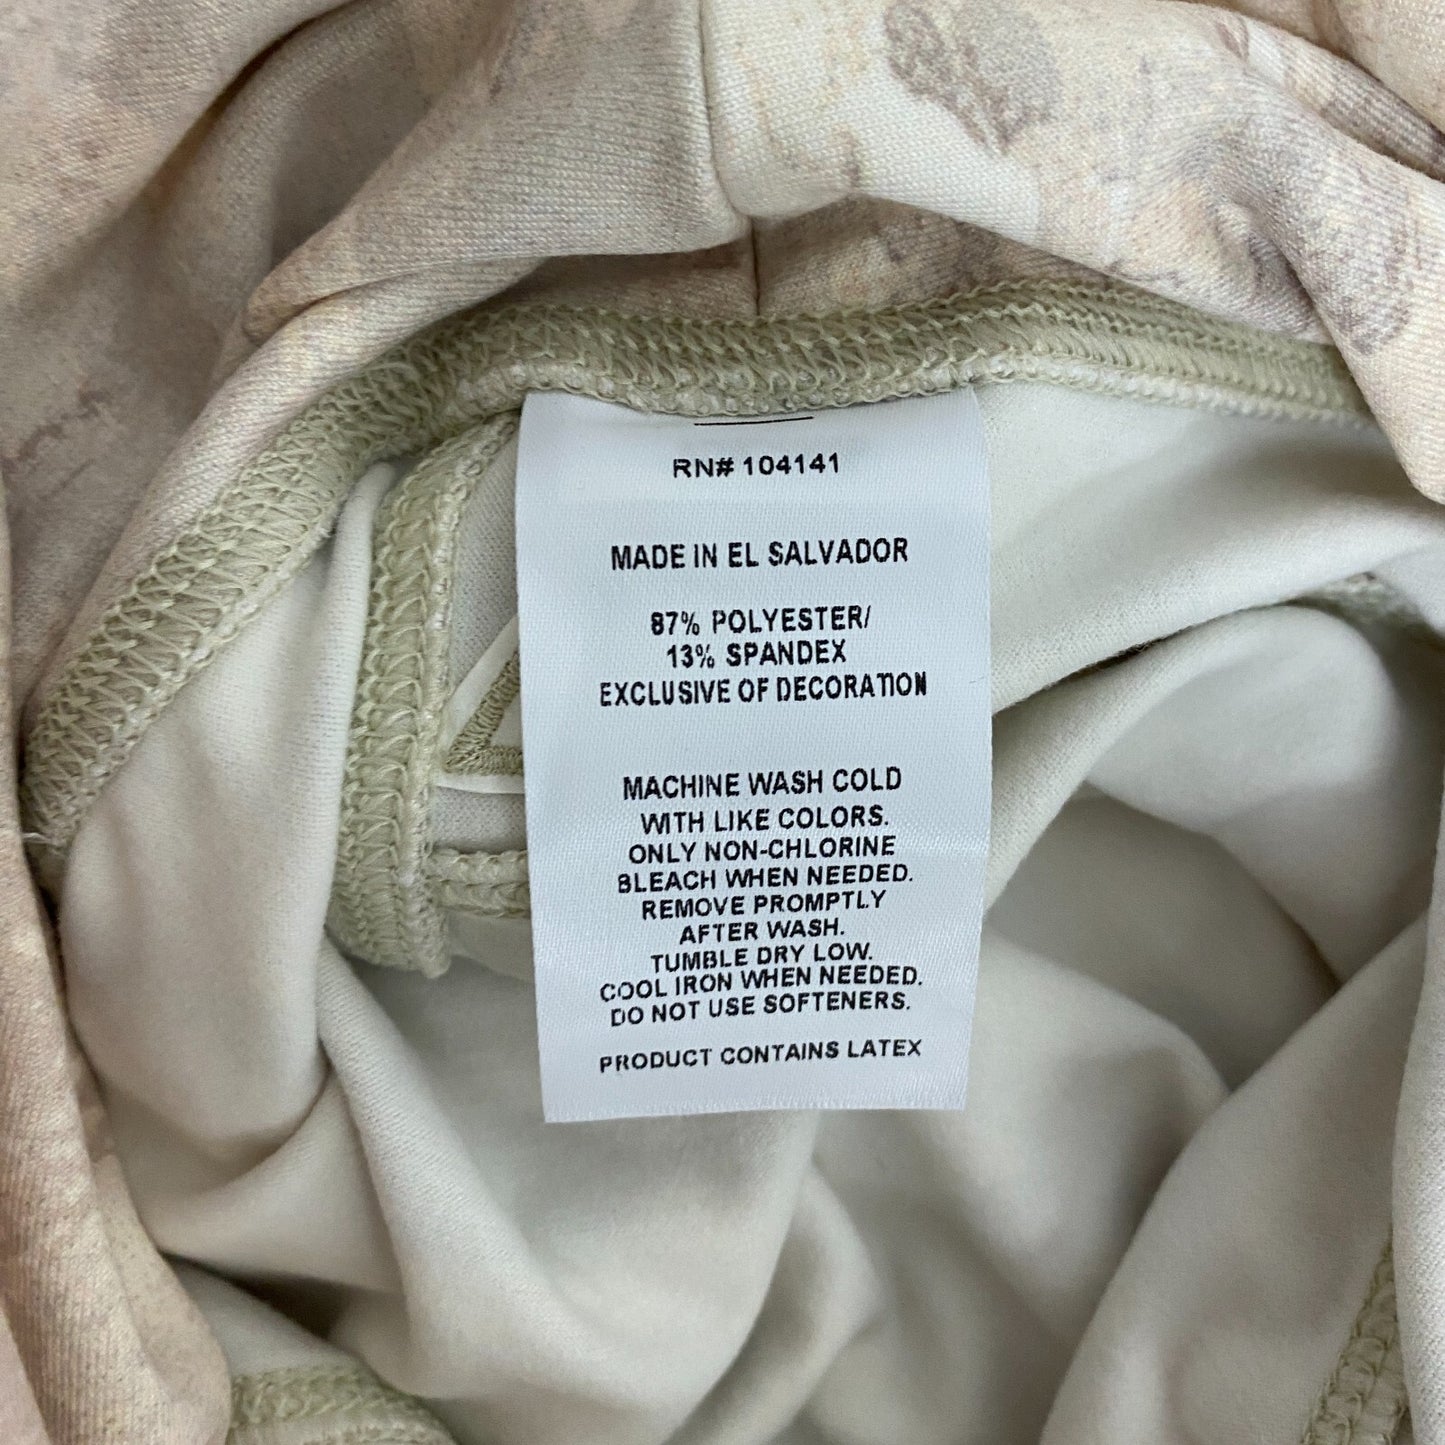 RN# 104141
MADE IN EL SALVADOR
87% POLYESTER/
13% SPANDEX
EXCLUSIVE OF DECORATION
MACHINE WASH COLD
WITH LIKE COLORS.
ONLY NON-CHLORINE
BLEACH WHEN NEEDED.
REMOVE PROMPTLY
AFTER WASH.
TUMBLE DRY LOW.
COOL IRON WHEN NEEDED.
DO NOT USE SOFTENERS.
PRODUCT CONTAINS LATEX